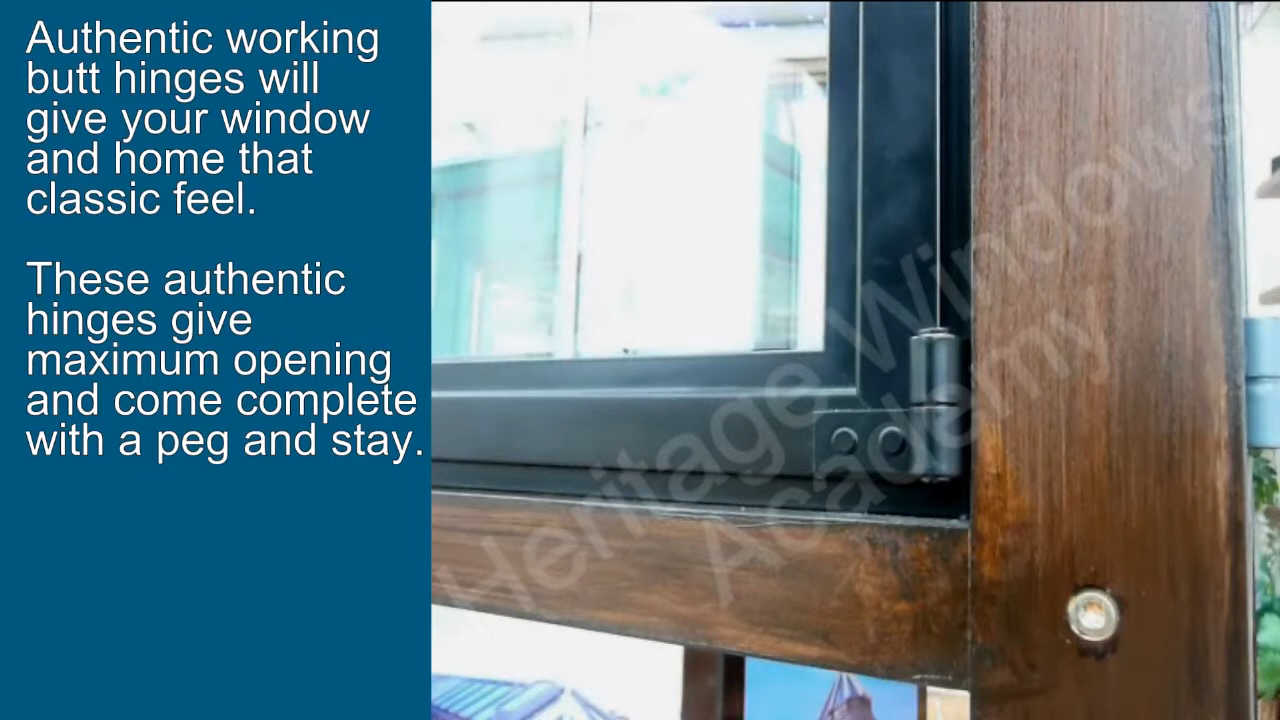 Authentic working
butt hinges will
give your window
and home that
classic feel.
These authentic
hinges give
maximum opening
and come complete
with a peg and stay.
Heritage Windows
Academy